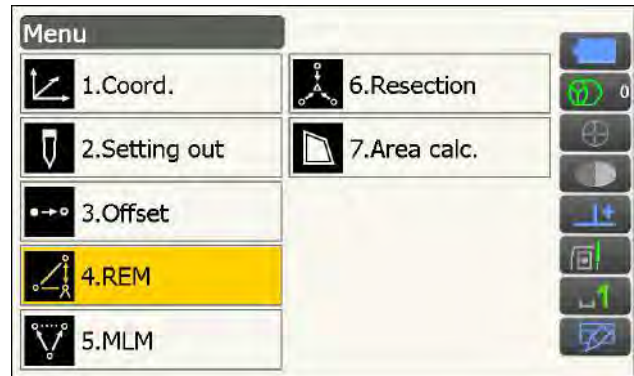 Menu
1.Coord.
2.Setting out
3.Offset
4.REM
5.MLM
6.Resection
7.Area calc.
0